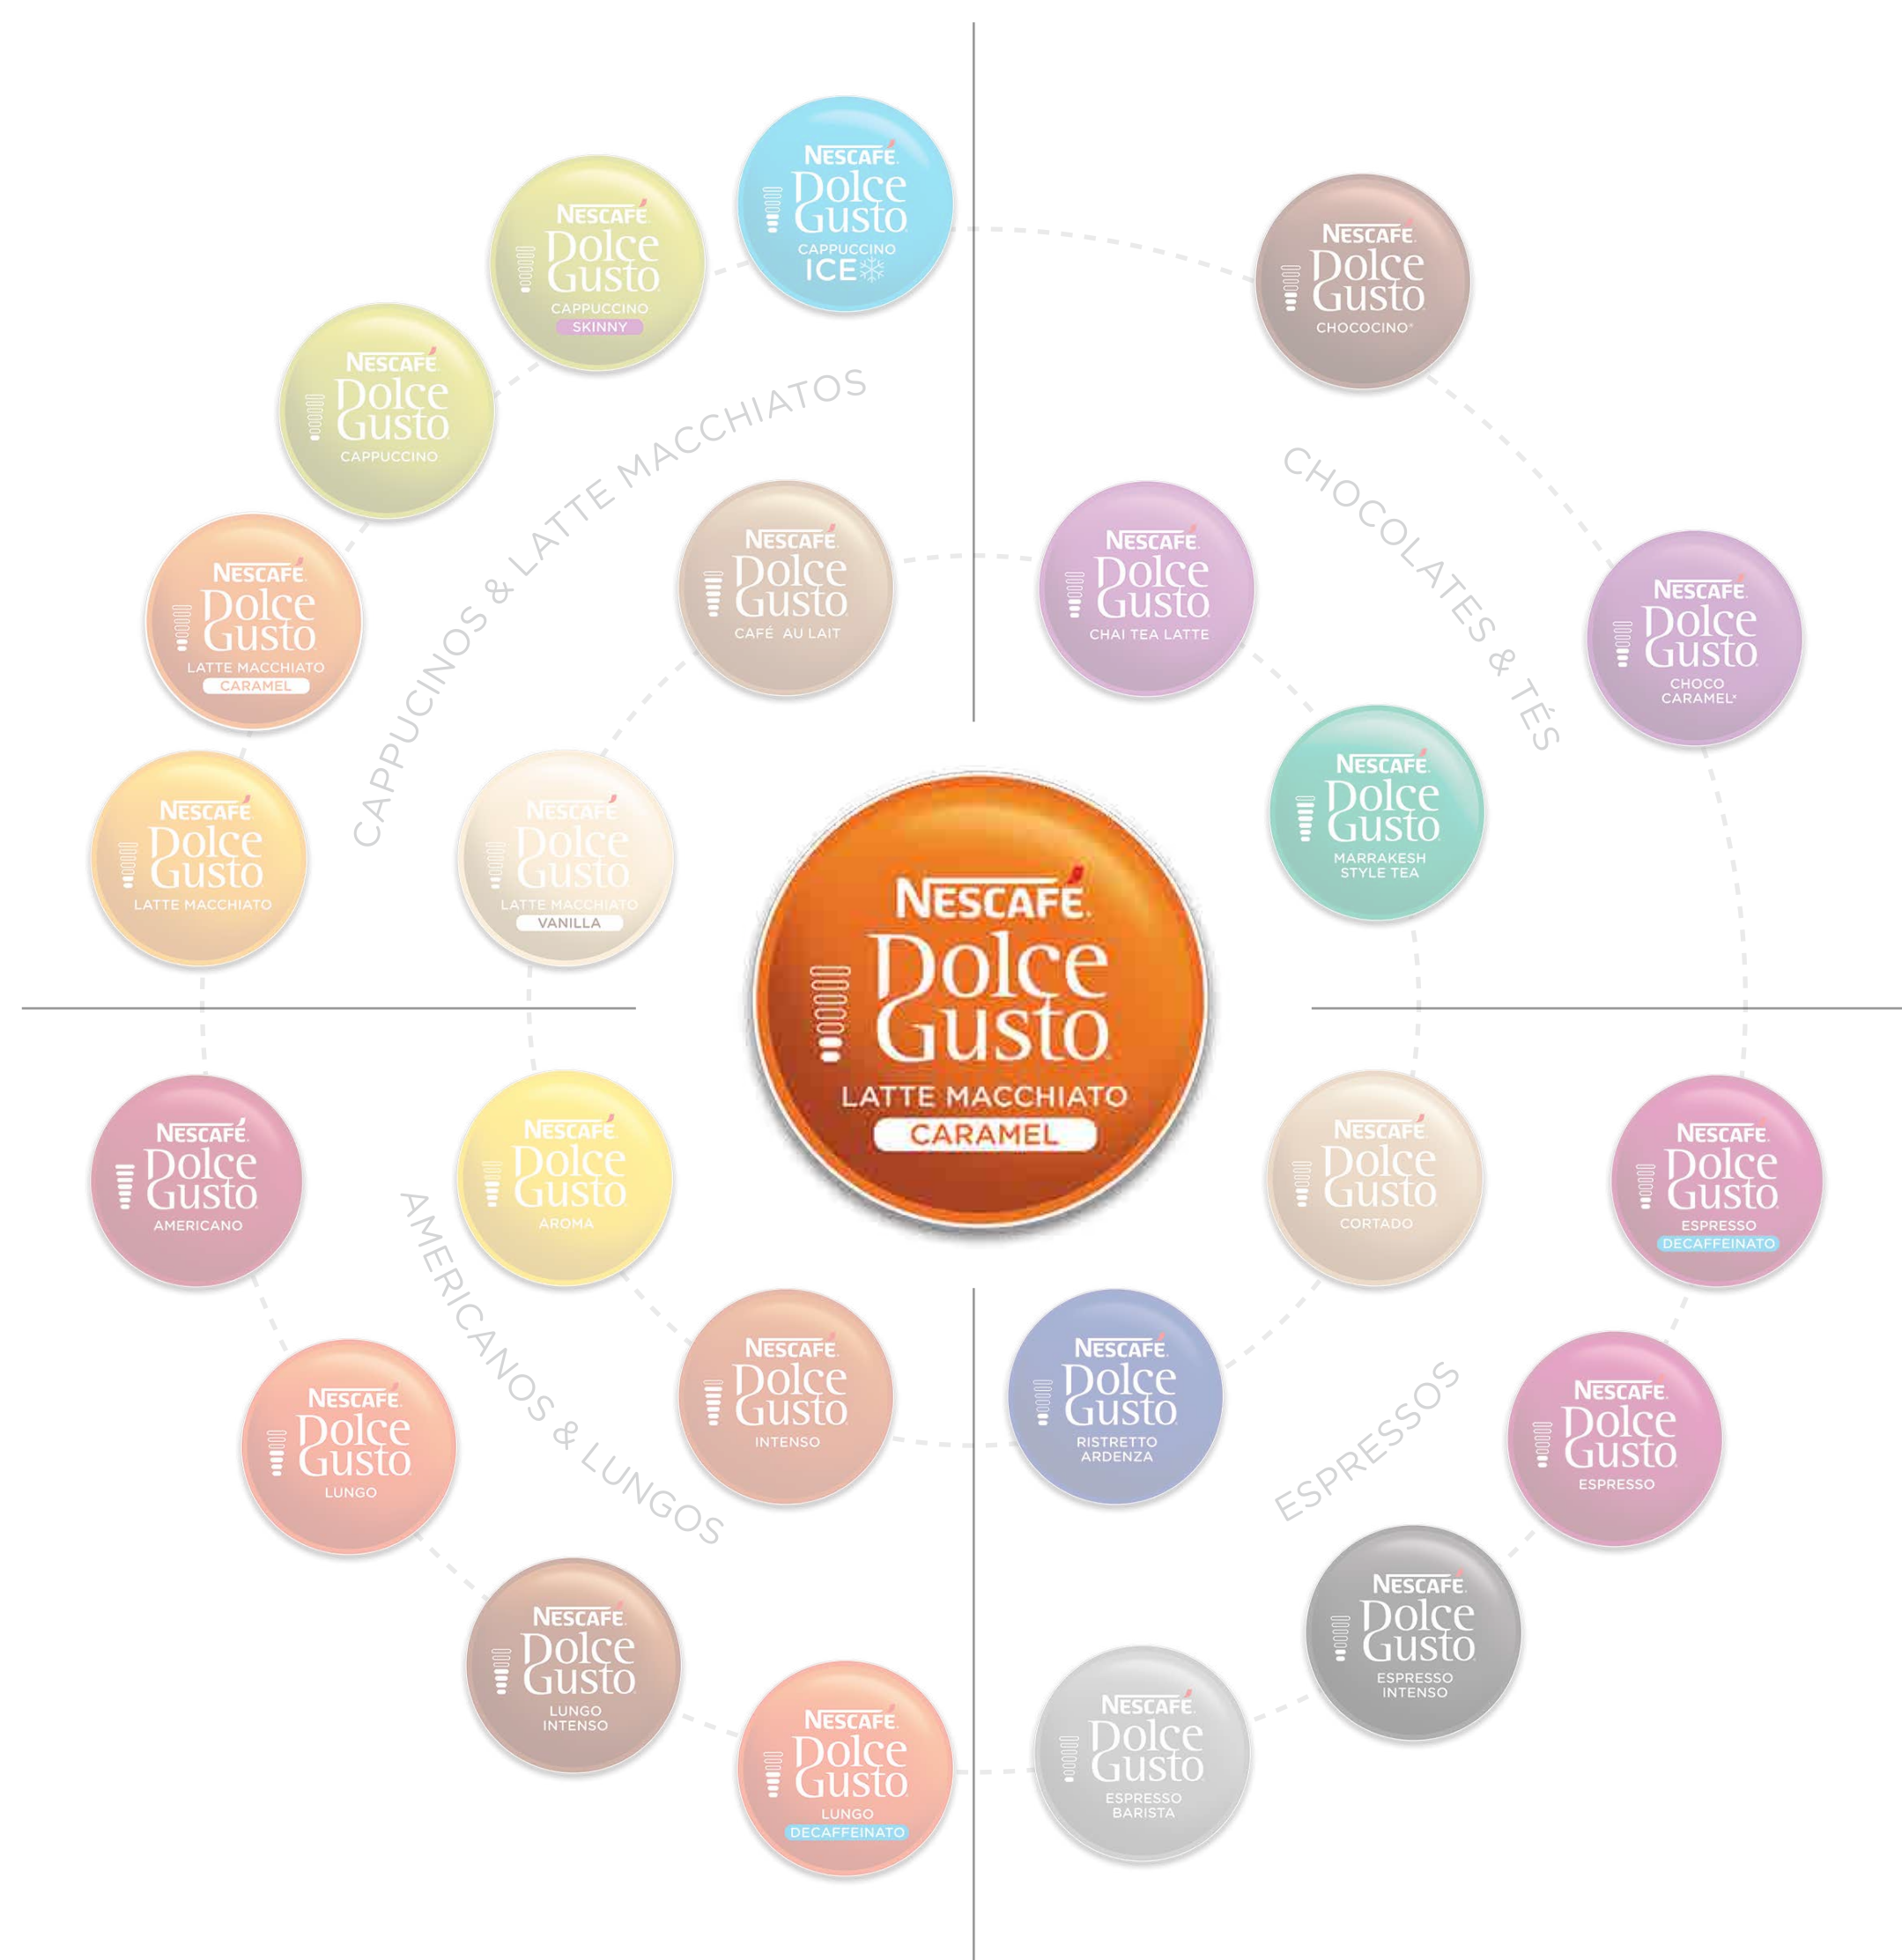 NESCAFÉ.
Dolce
Gusto
CAPPUCCINO
ICE
NESCAFÉ.
Dolce
Gusto
CAPPUCCINO
SKINNY
NESCAFÉ.
Dolce
Gusto
CHOCOCINO®
NESCAFÉ.
Dolce
Gusto
CAPPUCCINO
CAPPUCINOS & LATTE MACCHIATOS
CHOCOLATES & TÉS
NESCAFÉ.
Dolce
Gusto
LATTE MACCHIATO
CARAMEL
NESCAFÉ.
Dolce
Gusto
CAFÉ AU LAIT
NESCAFÉ.
Dolce
Gusto
CHAI TEA LATTE
NESCAFÉ.
Dolce
Gusto
CHOCO
CARAMEL*
NESCAFÉ.
Dolce
Gusto
LATTE MACCHIATO
NESCAFÉ.
Dolce
Gusto
LATTE MACCHIATO
VANILLA
NESCAFÉ.
Dolce
Gusto
MARRAKESH
STYLE TEA
NESCAFÉ.
Dolce
Gusto
LATTE MACCHIATO
CARAMEL
NESCAFÉ.
Dolce
Gusto
AMERICANO
NESCAFÉ.
Dolce
Gusto
AROMA
NESCAFÉ.
Dolce
Gusto
CORTADO
NESCAFÉ.
Dolce
Gusto
ESPRESSO
DECAFFEINATO
AMERICANOS & LUNGOS
ESPRESSOS
NESCAFÉ.
Dolce
Gusto
LUNGO
NESCAFÉ.
Dolce
Gusto
INTENSO
NESCAFÉ.
Dolce
Gusto
RISTRETTO
ARDENZA
NESCAFÉ.
Dolce
Gusto
ESPRESSO
NESCAFÉ.
Dolce
Gusto
LUNGO
INTENSO
NESCAFÉ.
Dolce
Gusto
ESPRESSO
INTENSO
NESCAFÉ.
Dolce
Gusto
LUNGO
DECAFFEINATO
NESCAFÉ.
Dolce
Gusto
ESPRESSO
BARISTA